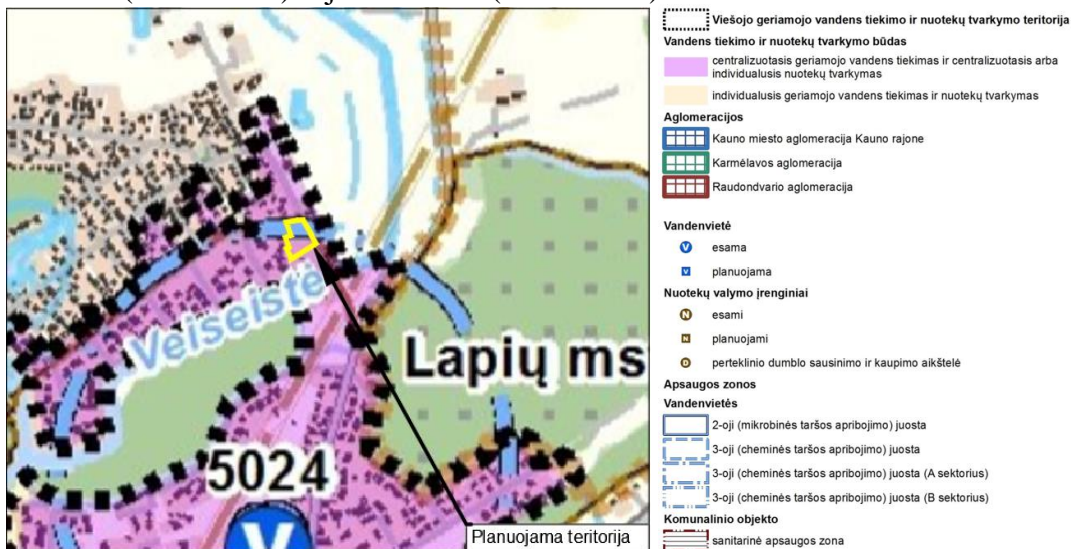 Veiseistė
Lapių ms
5024
V
Planuojama teritorija
Viešojo geriamojo vandens tiekimo ir nuotekų tvarkymo teritorija
Vandens tiekimo ir nuotekų tvarkymo būdas
centralizuotasis geriamojo vandens tiekimas ir centralizuotasis arba
individualusis nuotekų tvarkymas
individualusis geriamojo vandens tiekimo ir nuotekų tvarkymas
Aglomeracijos
Kauno miesto aglomeracija Kauno rajone
Karmėlavos aglomeracija
Raudondvario aglomeracija
Vandenvietė
V esama
V planuojama
Nuotekų valymo įrenginiai
N esami
N planuojami
D perteklinio dumblo sausinimo ir kaupimo aikštelė
Apsaugos zonos
Vandenvietės
2-oji (mikrobinės taršos apribojimo) juosta
3-oji (cheminės taršos apribojimo) juosta
3-oji (cheminės taršos apribojimo) juosta (A sektorius)
3-oji (cheminės taršos apribojimo) juosta (B sektorius)
Komunalinio objekto
sanitarinė apsaugos zona